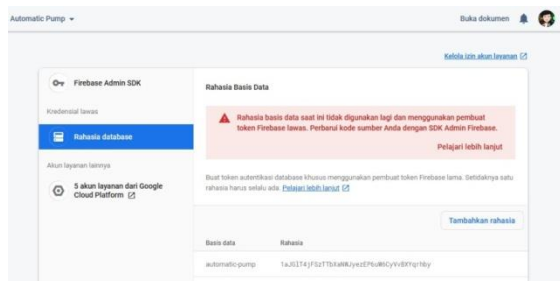 Automatic Pump
Buka dokumen
Kelola izin akun layanan
Firebase Admin SDK
Kredensial lawas
Rahasia database
Akun layanan lainnya
5 akun layanan dari Google
Cloud Platform
Rahasia Basis Data
Rahasia basis data saat ini tidak digunakan lagi dan menggunakan pembuat
token Firebase lawas. Perbarui kode sumber Anda dengan SDK Admin Firebase.
Pelajari lebih lanjut
Buat token autentikasi database khusus menggunakan pembuat token Firebase lama. Setidaknya satu
rahasia harus selalu ada. Pelajari lebih lanjut
Tambahkan rahasia
Basis data
Rahasia
automatic-pump